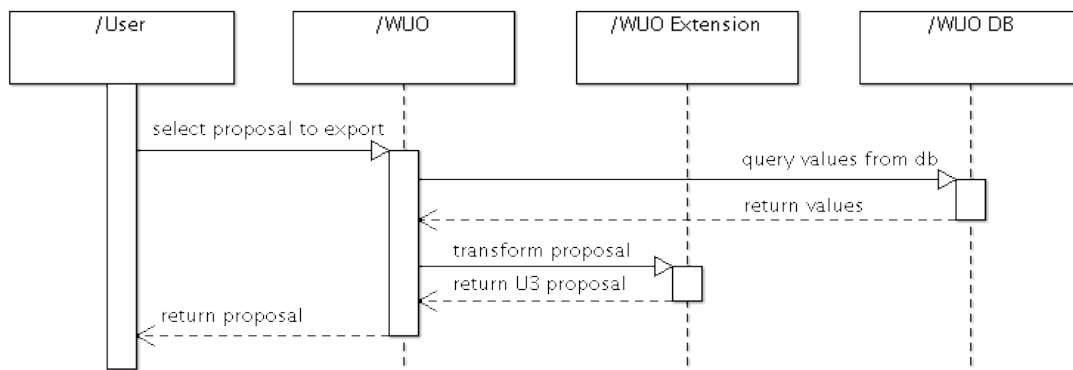 /User
/WUO
/WUO Extension
/WUO DB
select proposal to export
query values from db
return values
transform proposal
return U3 proposal
return proposal